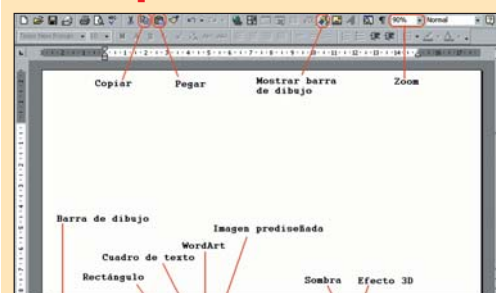 90% Normal
Copiar Pegar Mostrar barra Zoom
de dibujo
Barra de dibujo
Imagen prediseñada
WordArt
Cuadro de texto
Rectángulo Sombra Efecto 3D